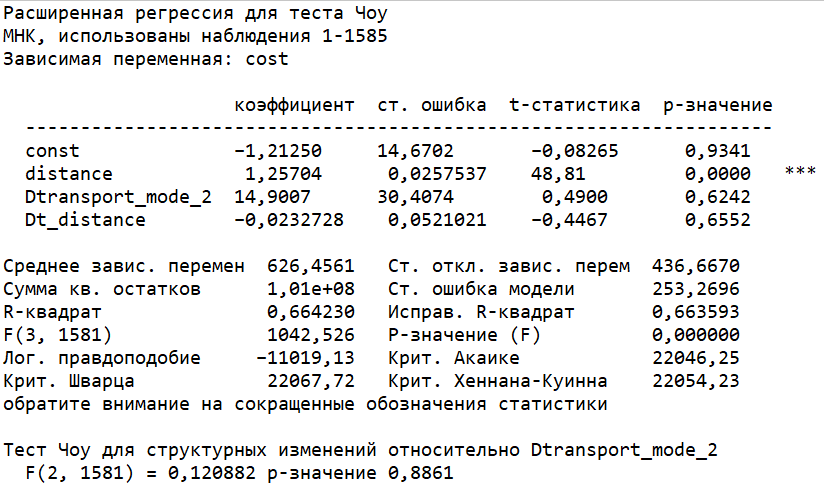 Расширенная регрессия для теста Чоу
МНК, использованы наблюдения 1-1585
Зависимая переменная: cost
коэффициент ст. ошибка t-статистика p-значение
---------------------------------------------------------------------
const −1,21250 14,6702 −0,08265 0,9341
distance 1,25704 0,0257537 48,81 0,0000 ***
Dtransport_mode_2 14,9007 30,4074 0,4900 0,6242
Dt_distance −0,0232728 0,0521021 −0,4467 0,6552
Среднее завис. перемен 626,4561 Ст. откл. завис. перем 436,6670
Сумма кв. остатков 1,01e+08 Ст. ошибка модели 253,2696
R-квадрат 0,664230 Исправ. R-квадрат 0,663593
F(3, 1581) 1042,526 Р-значение (F) 0,000000
Лог. правдоподобие −11019,13 Крит. Акаике 22046,25
Крит. Шварца 22067,72 Крит. Хеннана-Куинна 22054,23
обратите внимание на сокращенные обозначения статистики
Тест Чоу для структурных изменений относительно Dtransport_mode_2
F(2, 1581) = 0,120882 p-значение 0,8861